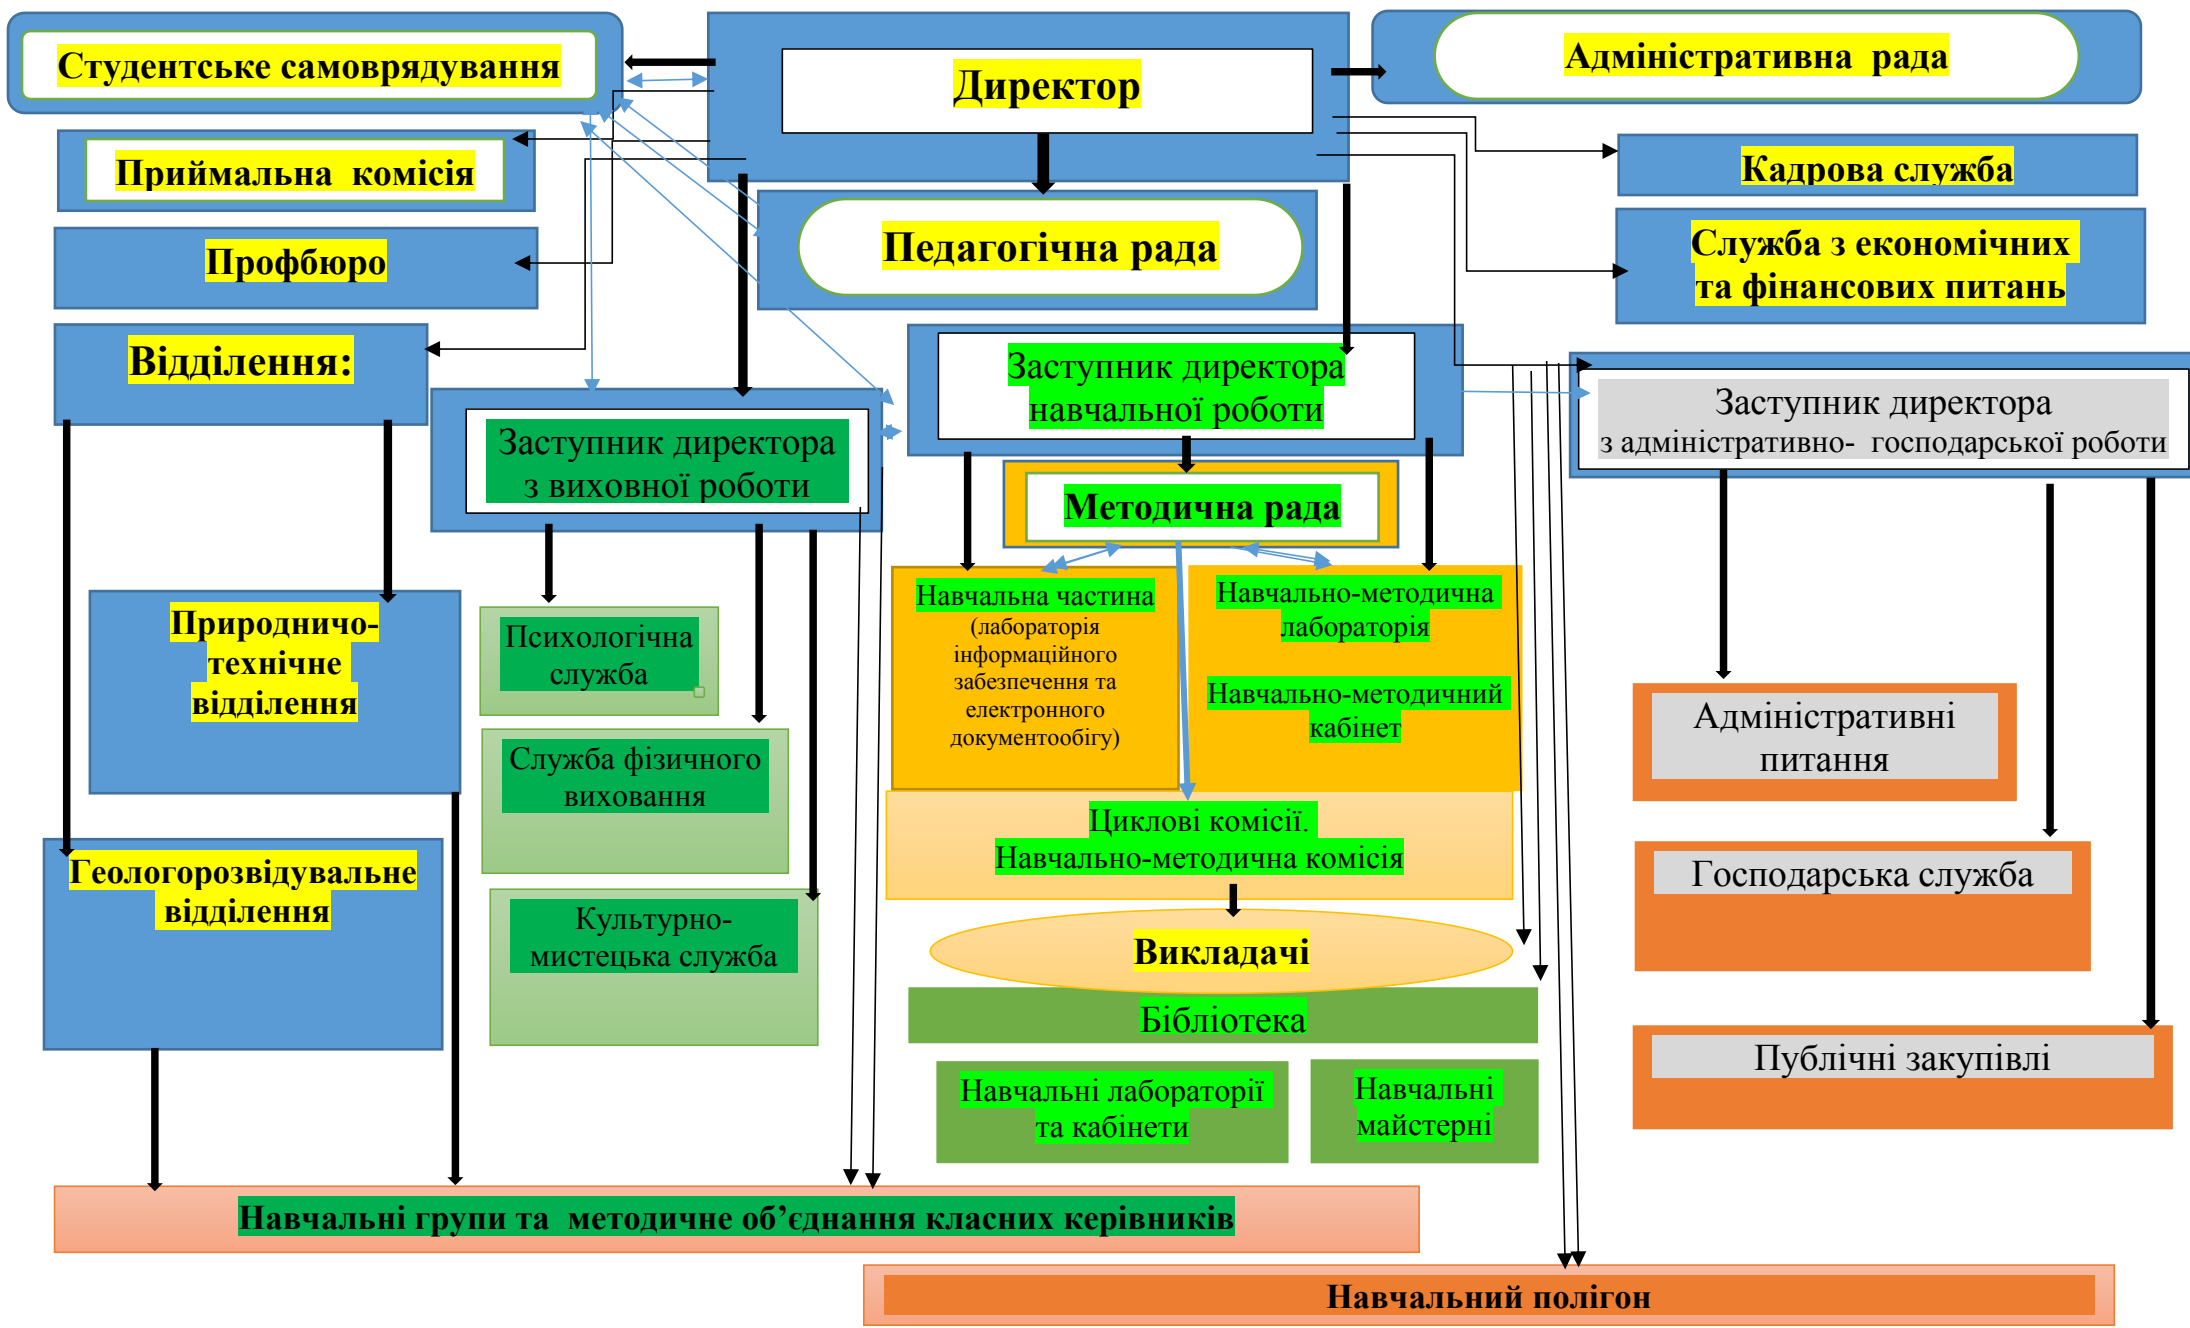 Студентське самоврядування
Директор
Адміністративна рада
Приймальна комісія
Кадрова служба
Профбюро
Педагогічна рада
Служба з економічних
та фінансових питань
Відділення:
Заступник директора
навчальної роботи
Заступник директора
з адміністративно- господарської роботи
Заступник директора
з виховної роботи
Методична рада
Природничо-
технічне
відділення
Психологічна
служба
Навчальна частина
(лабораторія
інформаційного
забезпечення та
електронного
документообігу)
Навчально-методична
лабораторія
Навчально-методичний
кабінет
Адміністративні
питання
Служба фізичного
виховання
Циклові комісії.
Навчально-методична комісія
Геологорозвідувальне
відділення
Господарська служба
Культурно-
мистецька служба
Викладачі
Бібліотека
Публічні закупівлі
Навчальні лабораторії
та кабінети
Навчальні
майстерні
Навчальні групи та методичне об’єднання класних керівників
Навчальний полігон